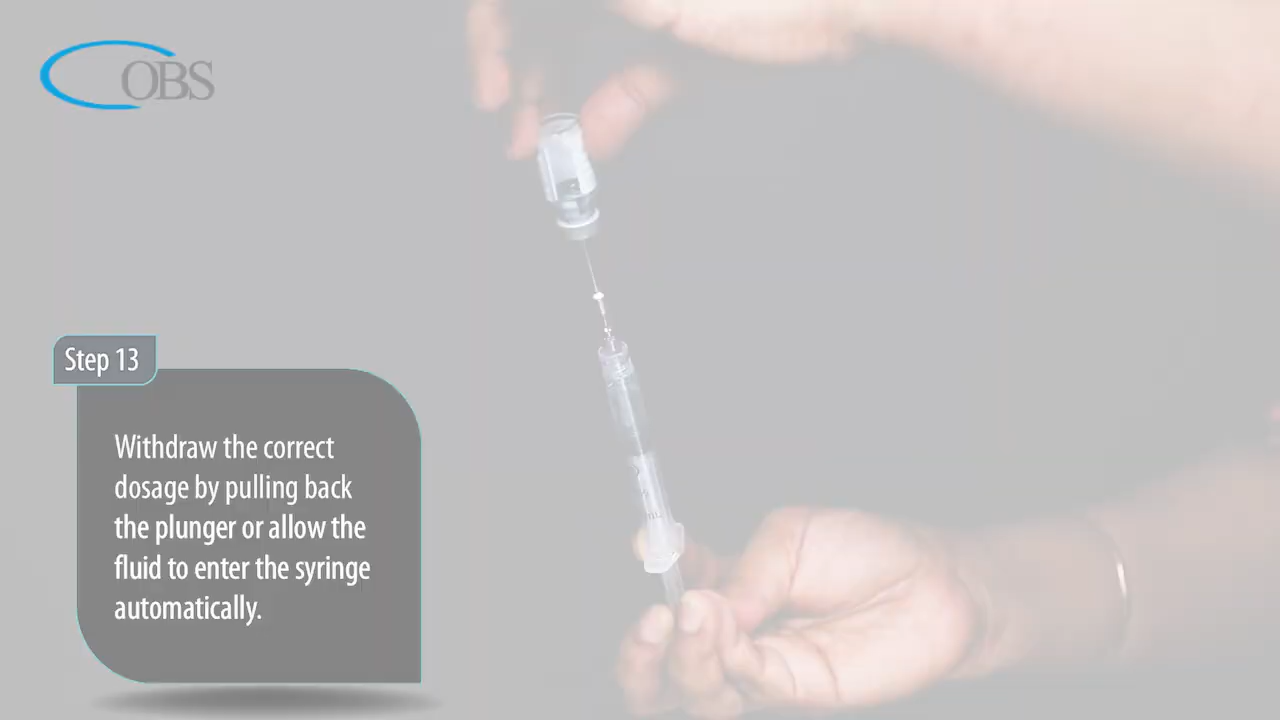 OBS
Step 13
Withdraw the correct
dosage by pulling back
the plunger or allow the
fluid to enter the syringe
automatically.